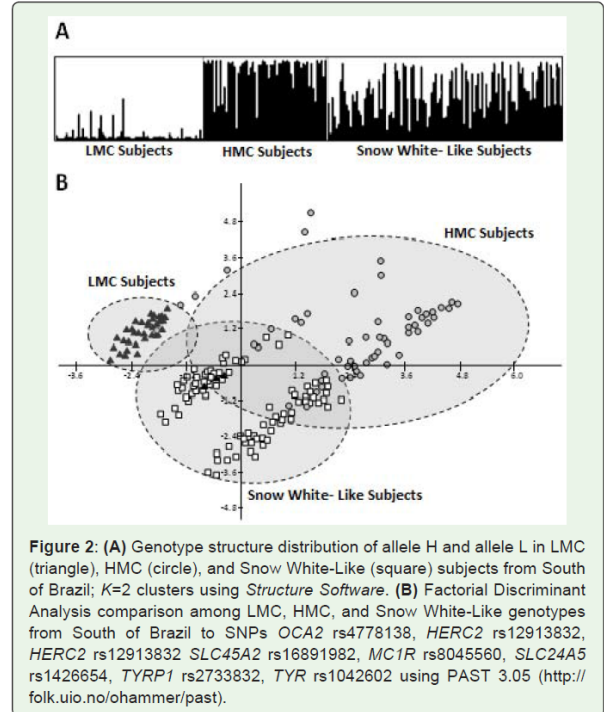 A
LMC Subjects
HMC Subjects
Snow White- Like Subjects
B
4.8
HMC Subjects
3.6
LMC Subjects
2.4
1.2
-3.6
-2.4
-1.2
1.2
2.4
3.6
4.8
6.0
-1.2
-2.4
-3.6
Snow White- Like Subjects
-4.8
Figure 2: (A) Genotype structure distribution of allele H and allele L in LMC
(triangle), HMC (circle), and Snow White-Like (square) subjects from South
of Brazil; K=2 clusters using Structure Software. (B) Factorial Discriminant
Analysis comparison among LMC, HMC, and Snow White-Like genotypes
from South of Brazil to SNPs OCA2 rs4778138, HERC2 rs12913832,
HERC2 rs12913832 SLC45A2 rs16891982, MC1R rs8045560, SLC24A5
rs1426654, TYRP1 rs2733832, TYR rs1042602 using PAST 3.05 (http://
folk.uio.no/ohammer/past).